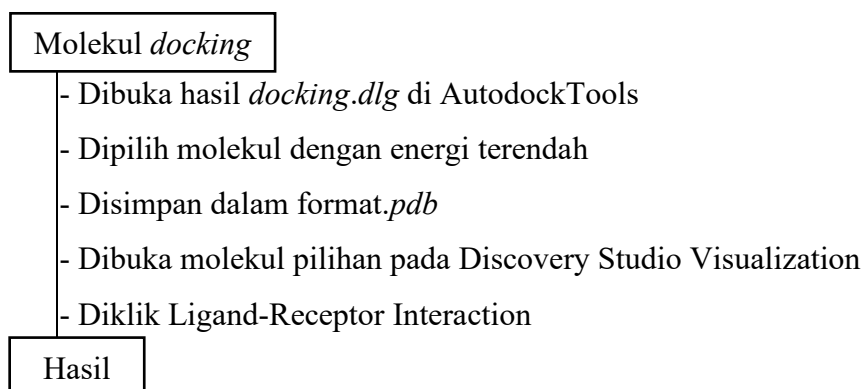 Molekul docking
- Dibuka hasil docking.dlg di AutodockTools
- Dipilih molekul dengan energi terendah
- Disimpan dalam format.pdb
- Dibuka molekul pilihan pada Discovery Studio Visualization
- Diklik Ligand-Receptor Interaction
Hasil